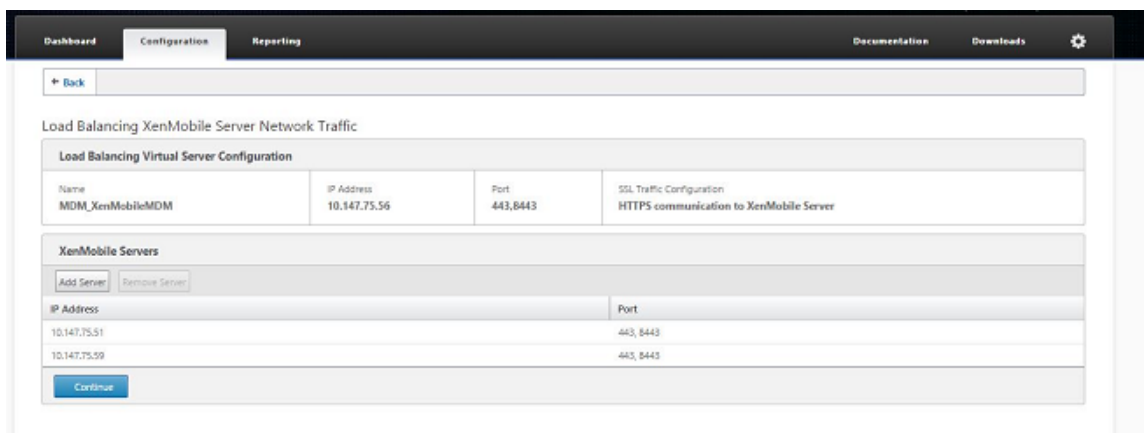 Dashboard Configuration Reporting Documentation Downloads
← Back
Load Balancing XenMobile Server Network Traffic
Load Balancing Virtual Server Configuration
Name IP Address Port SSL Traffic Configuration
MDM_XenMobileMDM 10.147.75.56 443,8443 HTTPS communication to XenMobile Server
XenMobile Servers
Add Server Remove Server
IP Address Port
10.147.75.51 443, 8443
10.147.75.59 443, 8443
Continue